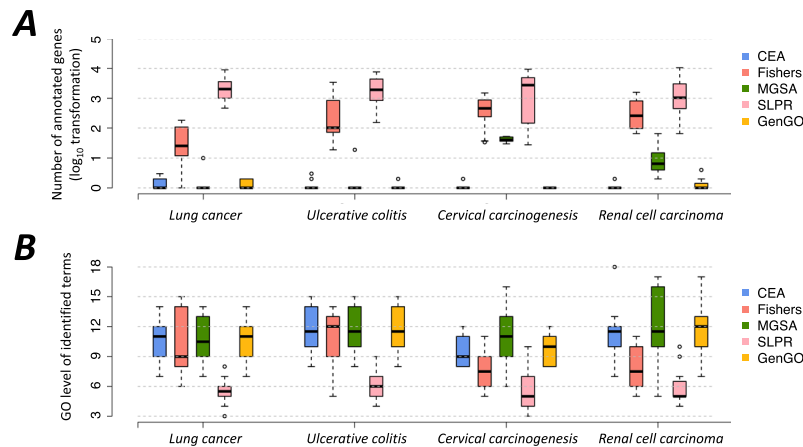 A
Number of annotated genes
(log10 transformation)
5
4
3
2
1
0
Lung cancer
Ulcerative colitis
Cervical carcinogenesis
Renal cell carcinoma
CEA
Fishers
MGSA
SLPR
GenGO
B
GO level of identified terms
18
15
12
9
6
3
Lung cancer
Ulcerative colitis
Cervical carcinogenesis
Renal cell carcinoma
CEA
Fishers
MGSA
SLPR
GenGO